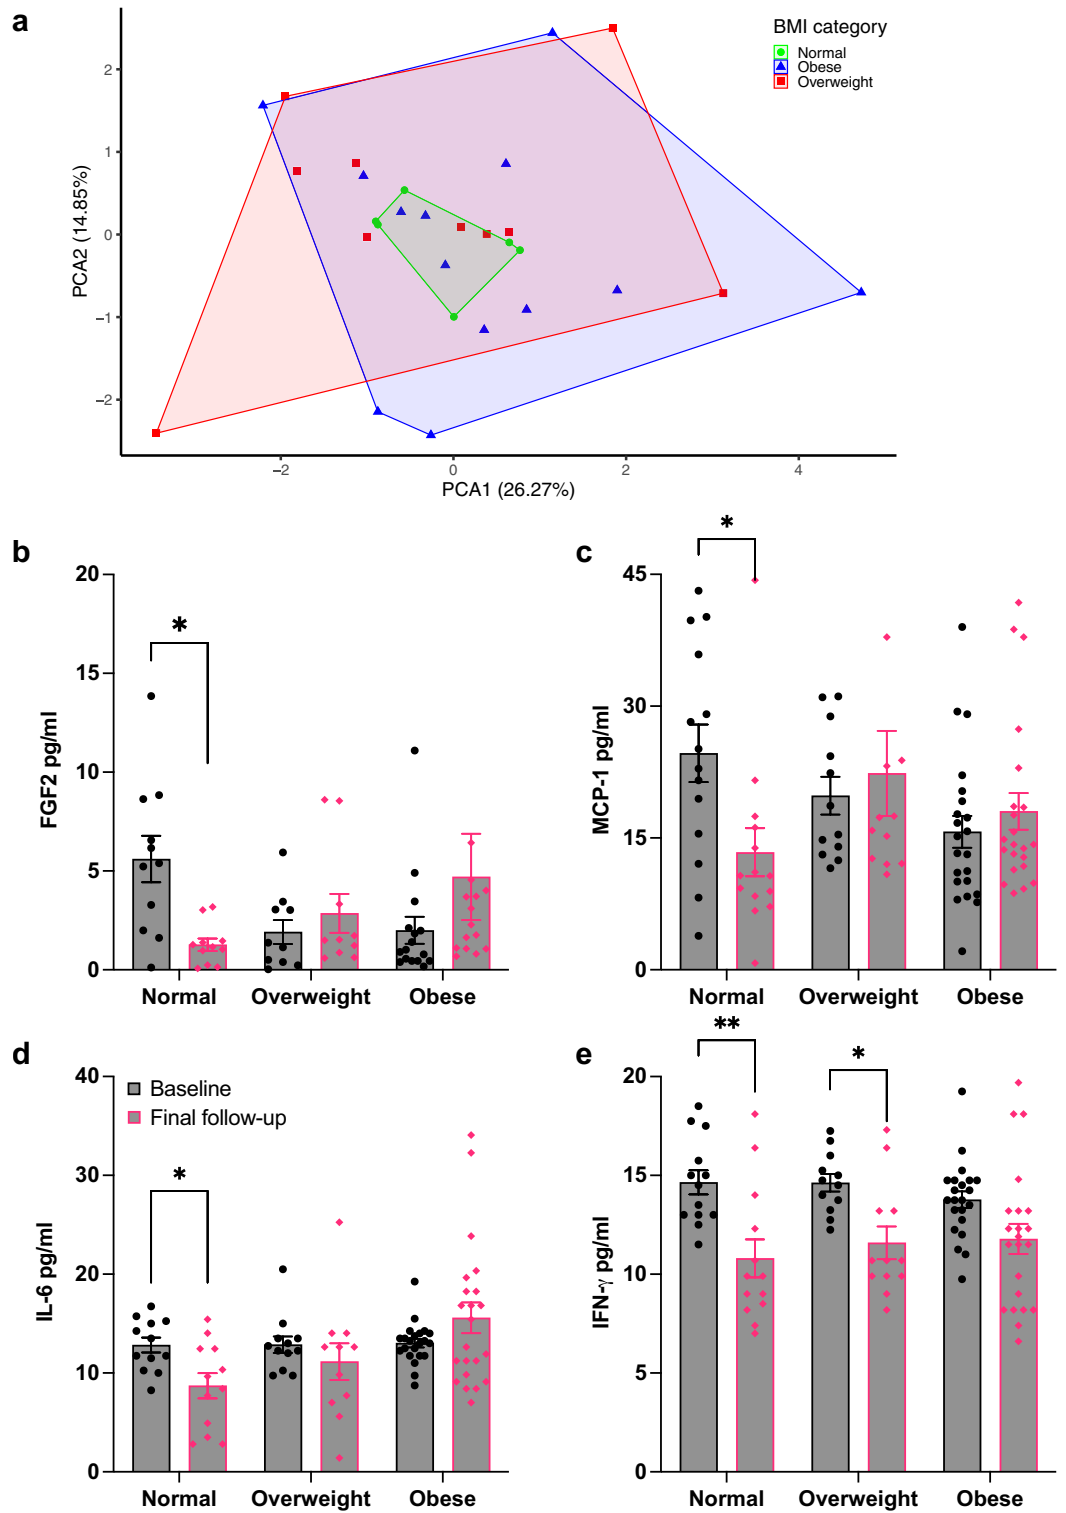 a
BMI category
Normal
Obese
Overweight
2
1
0
−1
−2
PCA2 (14.85%)
−2
0
2
4
PCA1 (26.27%)
b
20
15
10
5
0
FGF2 pg/ml
*
Normal
Overweight
Obese
c
45
30
15
0
MCP-1 pg/ml
*
Normal
Overweight
Obese
d
40
30
20
10
0
IL-6 pg/ml
Baseline
Final follow-up
*
Normal
Overweight
Obese
e
20
15
10
5
0
IFN-γ pg/ml
**
*
Normal
Overweight
Obese